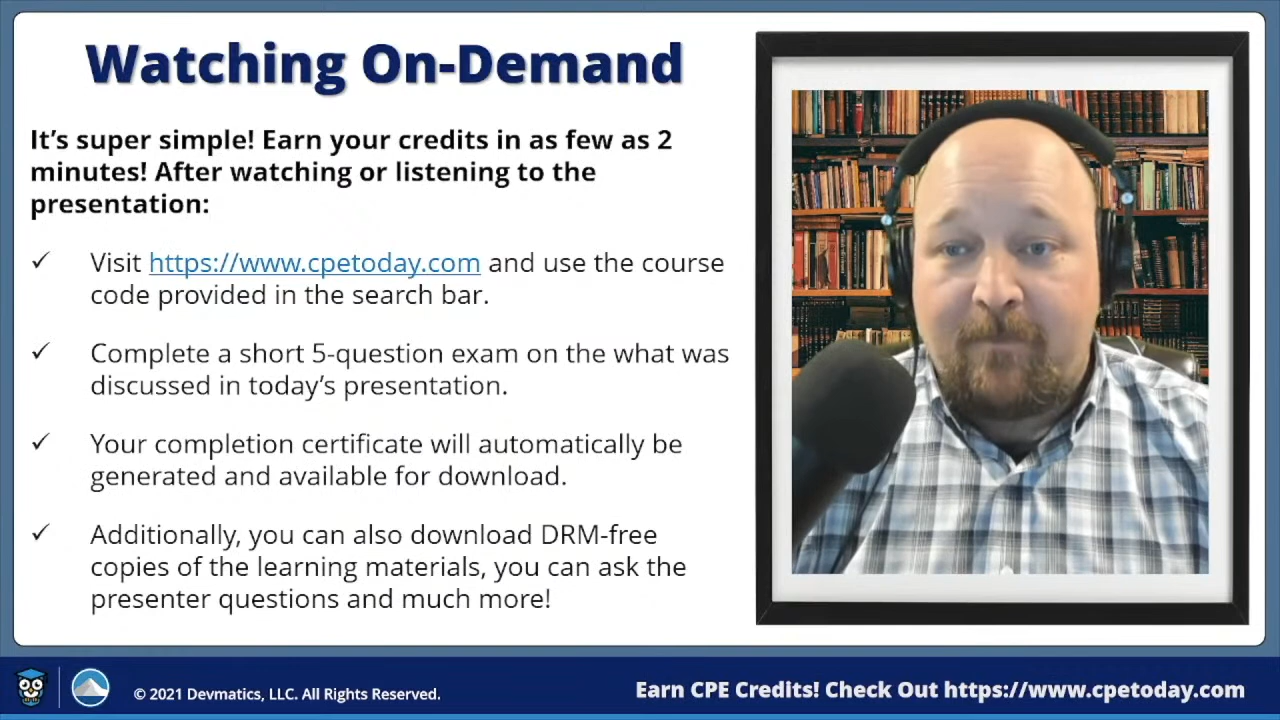 Watching On-Demand
It’s super simple! Earn your credits in as few as 2
minutes! After watching or listening to the
presentation:
✓ Visit https://www.cpetoday.com and use the course
code provided in the search bar.
✓ Complete a short 5-question exam on the what was
discussed in today’s presentation.
✓ Your completion certificate will automatically be
generated and available for download.
✓ Additionally, you can also download DRM-free
copies of the learning materials, you can ask the
presenter questions and much more!
© 2021 Devmatics, LLC. All Rights Reserved.
Earn CPE Credits! Check Out https://www.cpetoday.com